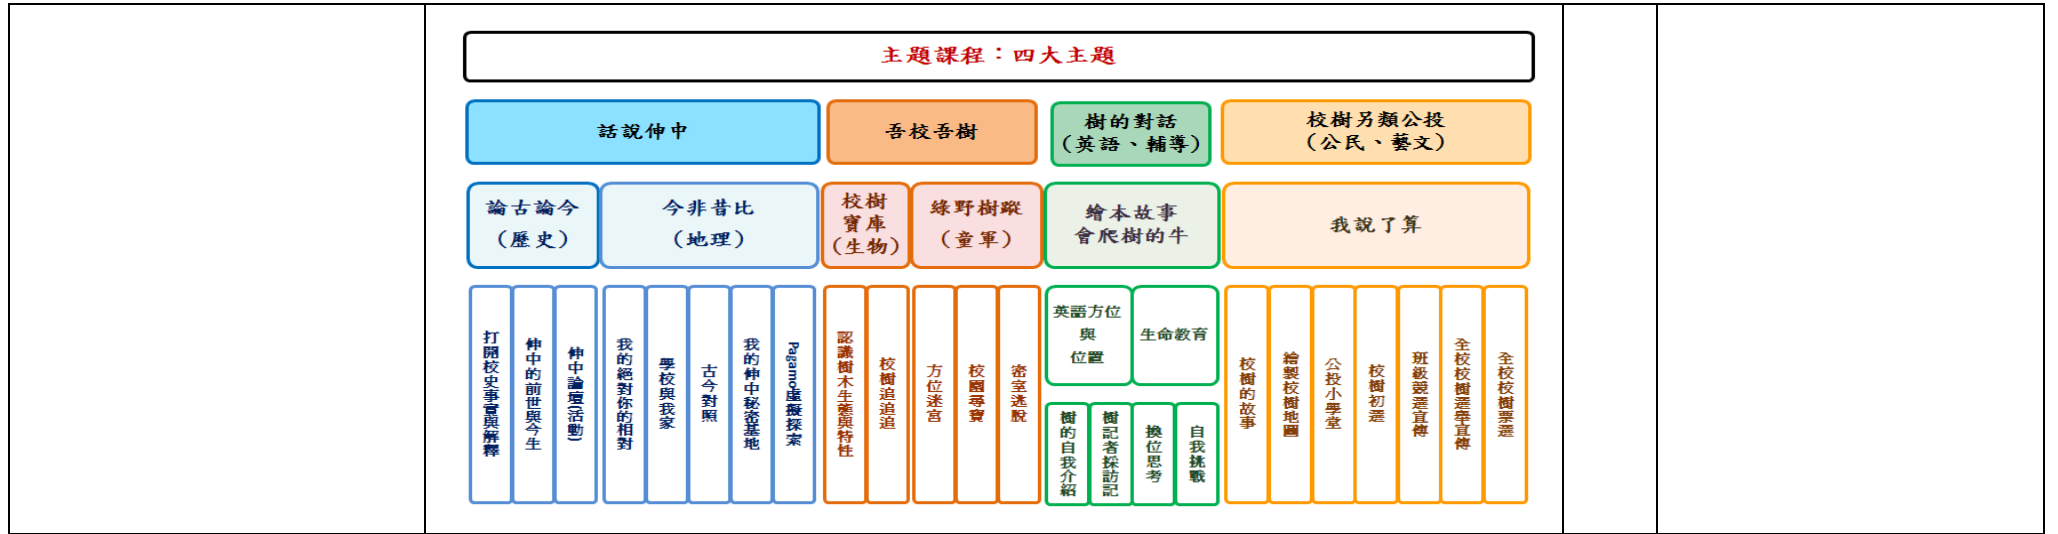 主題課程：四大主題
話說伸中
吾校吾樹
樹的對話
（英語、輔導）
校樹另類公投
（公民、藝文）
論古論今
（歷史）
今非昔比
（地理）
校樹
寶庫
（生物）
綠野樹蹤
（童軍）
繪本故事
會爬樹的牛
我說了算
打開校史事實與解釋
伸中的前世與今生
伸中論壇(活動)
我的絕對你的相對
學校與我家
古今對照
我的伸中秘密基地
Pagamo虛擬探索
認識樹木生態與特性
校樹追追追
方位迷宮
校園尋寶
密室逃脫
英語方位
與
位置
生命教育
樹的自我介紹
樹記者採訪記
換位思考
自我挑戰
校樹的故事
繪製校樹地圖
公投小學堂
校樹初選
班級競選宣傳
全校校樹選舉宣傳
全校校樹票選